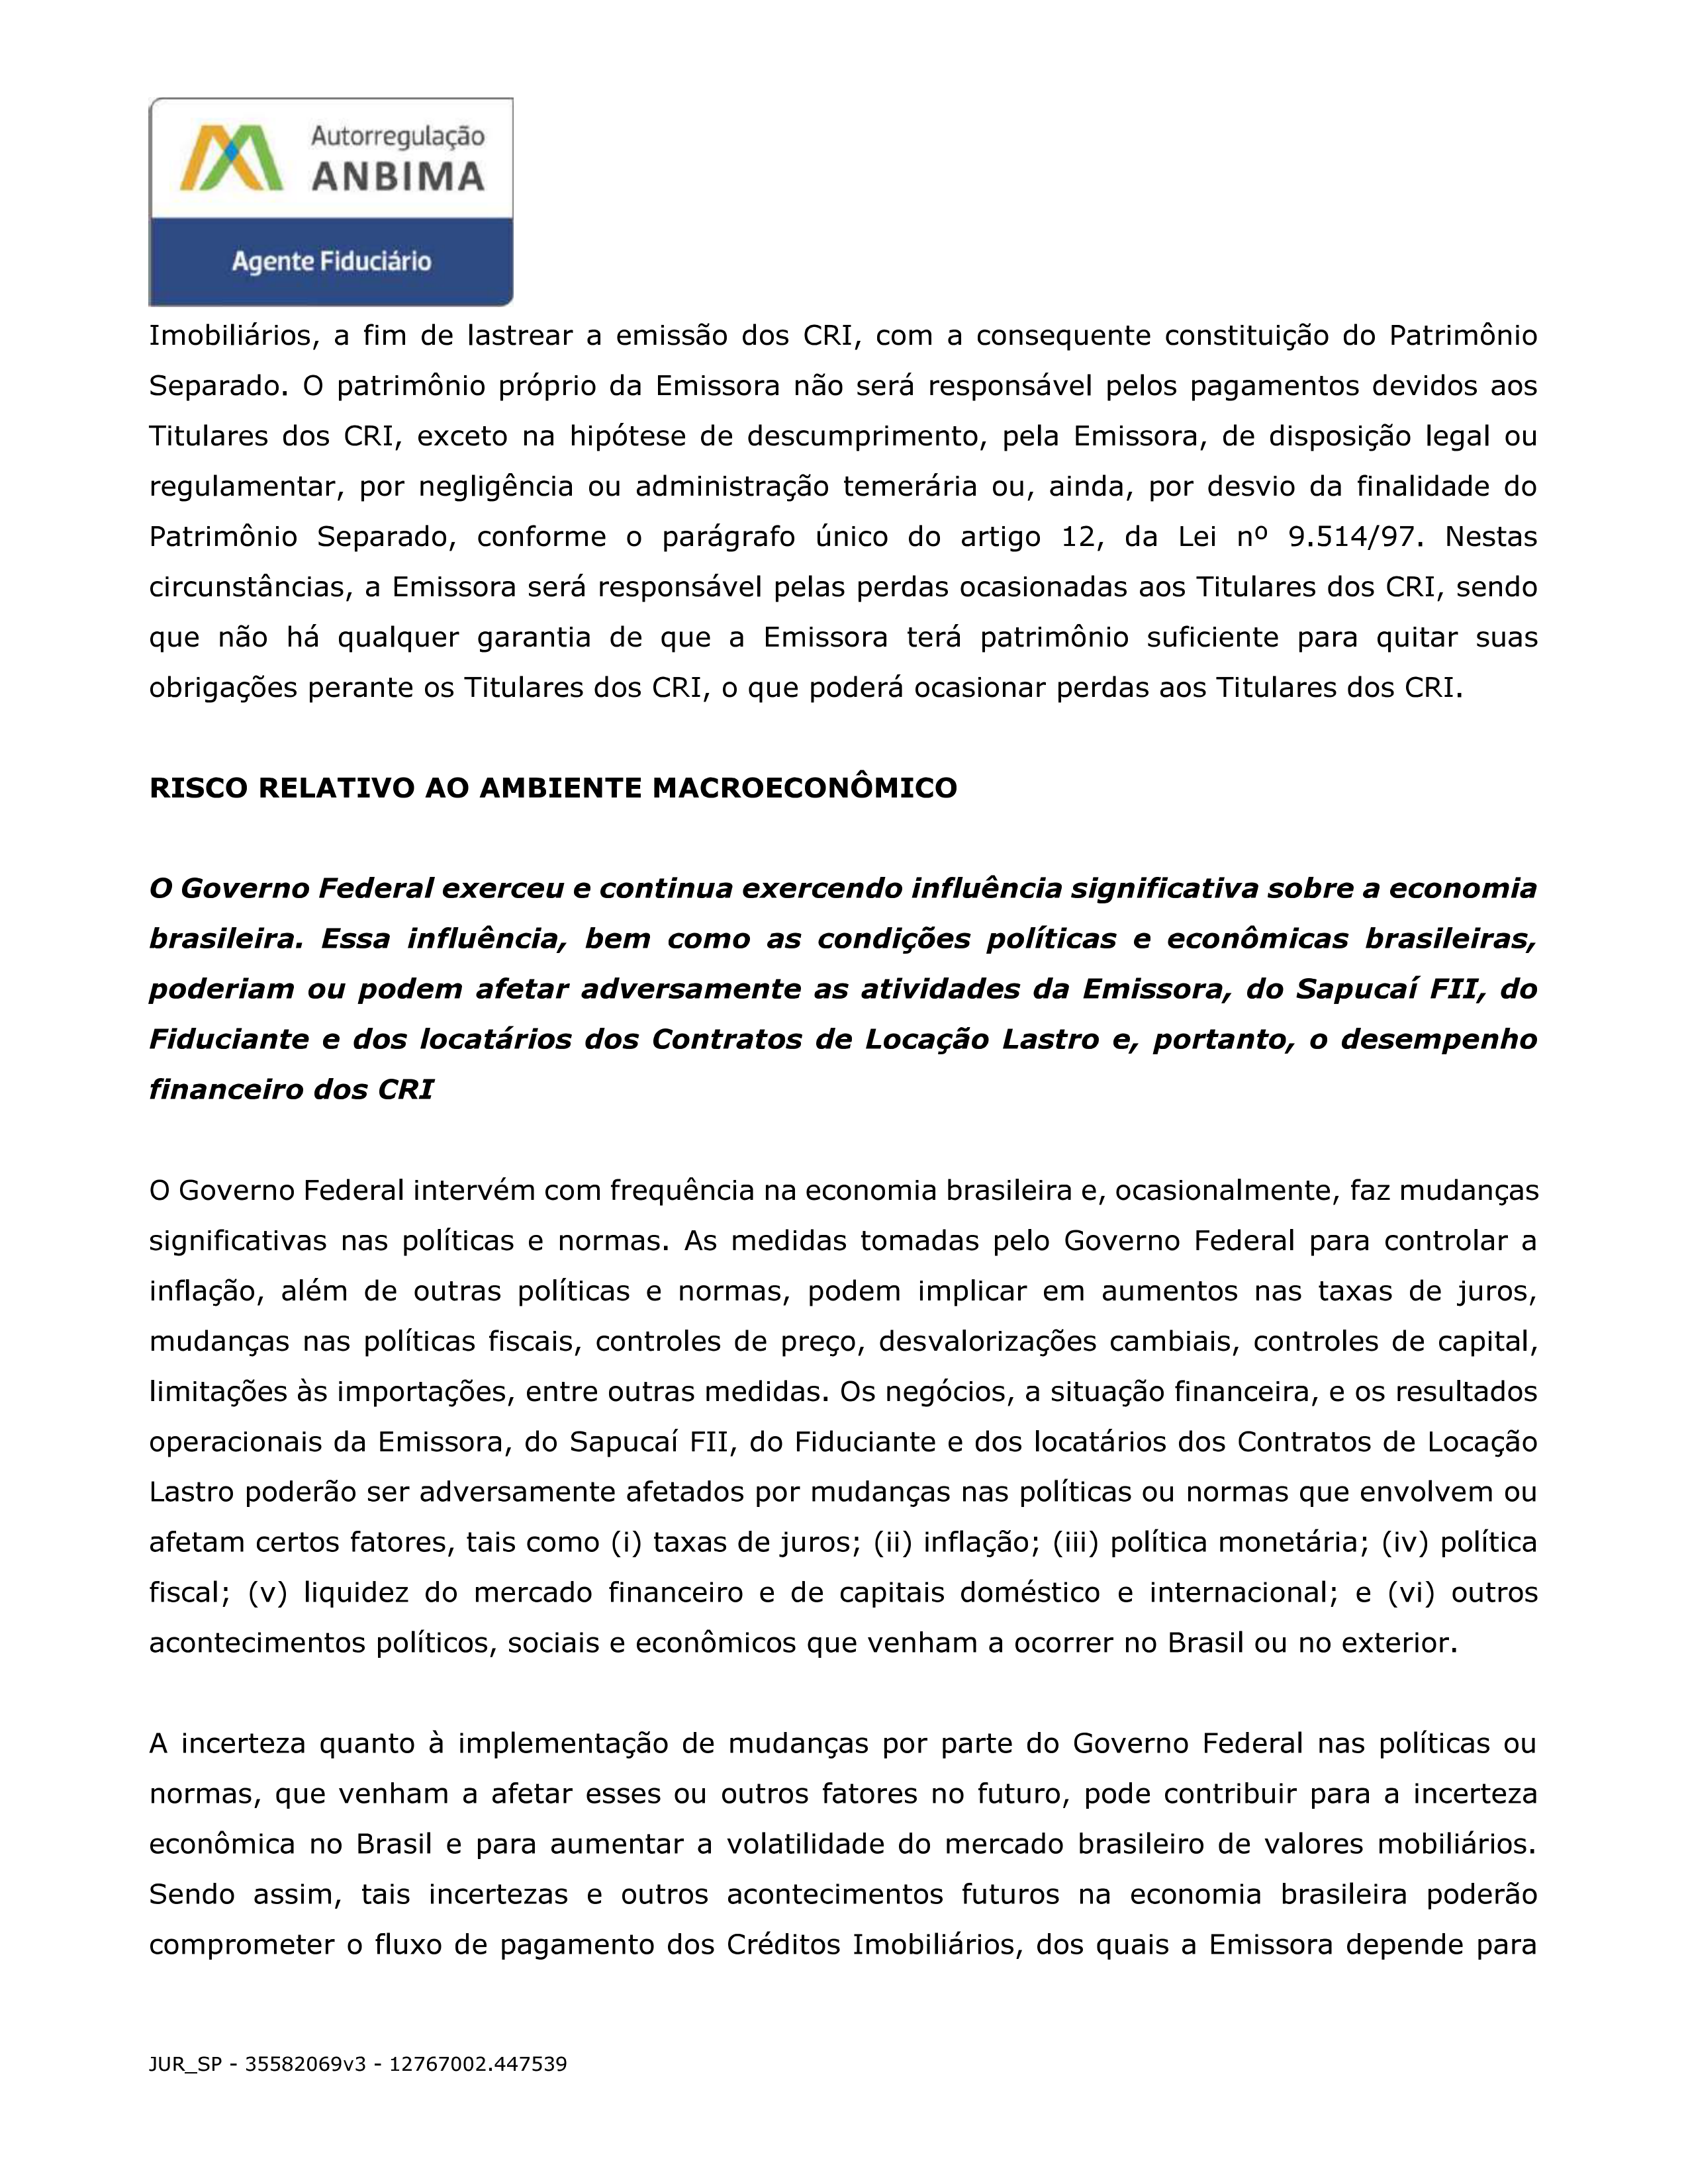 Autorregulação
ANBIMA
Agente Fiduciário
Imobiliários, a fim de lastrear a emissão dos CRI, com a consequente constituição do Patrimônio
Separado. O patrimônio próprio da Emissora não será responsável pelos pagamentos devidos aos
Titulares dos CRI, exceto na hipótese de descumprimento, pela Emissora, de disposição legal ou
regulamentar, por negligência ou administração temerária ou, ainda, por desvio da finalidade do
Patrimônio Separado, conforme o parágrafo único do artigo 12, da Lei nº 9.514/97. Nestas
circunstâncias, a Emissora será responsável pelas perdas ocasionadas aos Titulares dos CRI, sendo
que não há qualquer garantia de que a Emissora terá patrimônio suficiente para quitar suas
obrigações perante os Titulares dos CRI, o que poderá ocasionar perdas aos Titulares dos CRI.
RISCO RELATIVO AO AMBIENTE MACROECONÔMICO
O Governo Federal exerceu e continua exercendo influência significativa sobre a economia
brasileira. Essa influência, bem como as condições políticas e econômicas brasileiras,
poderiam ou podem afetar adversamente as atividades da Emissora, do Sapucaí FII, do
Fiduciante e dos locatários dos Contratos de Locação Lastro e, portanto, o desempenho
financeiro dos CRI
O Governo Federal intervém com frequência na economia brasileira e, ocasionalmente, faz mudanças
significativas nas políticas e normas. As medidas tomadas pelo Governo Federal para controlar a
inflação, além de outras políticas e normas, podem implicar em aumentos nas taxas de juros,
mudanças nas políticas fiscais, controles de preço, desvalorizações cambiais, controles de capital,
limitações às importações, entre outras medidas. Os negócios, a situação financeira, e os resultados
operacionais da Emissora, do Sapucaí FII, do Fiduciante e dos locatários dos Contratos de Locação
Lastro poderão ser adversamente afetados por mudanças nas políticas ou normas que envolvem ou
afetam certos fatores, tais como (i) taxas de juros; (ii) inflação; (iii) política monetária; (iv) política
fiscal; (v) liquidez do mercado financeiro e de capitais doméstico e internacional; e (vi) outros
acontecimentos políticos, sociais e econômicos que venham a ocorrer no Brasil ou no exterior.
A incerteza quanto à implementação de mudanças por parte do Governo Federal nas políticas ou
normas, que venham a afetar esses ou outros fatores no futuro, pode contribuir para a incerteza
econômica no Brasil e para aumentar a volatilidade do mercado brasileiro de valores mobiliários.
Sendo assim, tais incertezas e outros acontecimentos futuros na economia brasileira poderão
comprometer o fluxo de pagamento dos Créditos Imobiliários, dos quais a Emissora depende para
JUR_SP - 35582069v3 - 12767002.447539